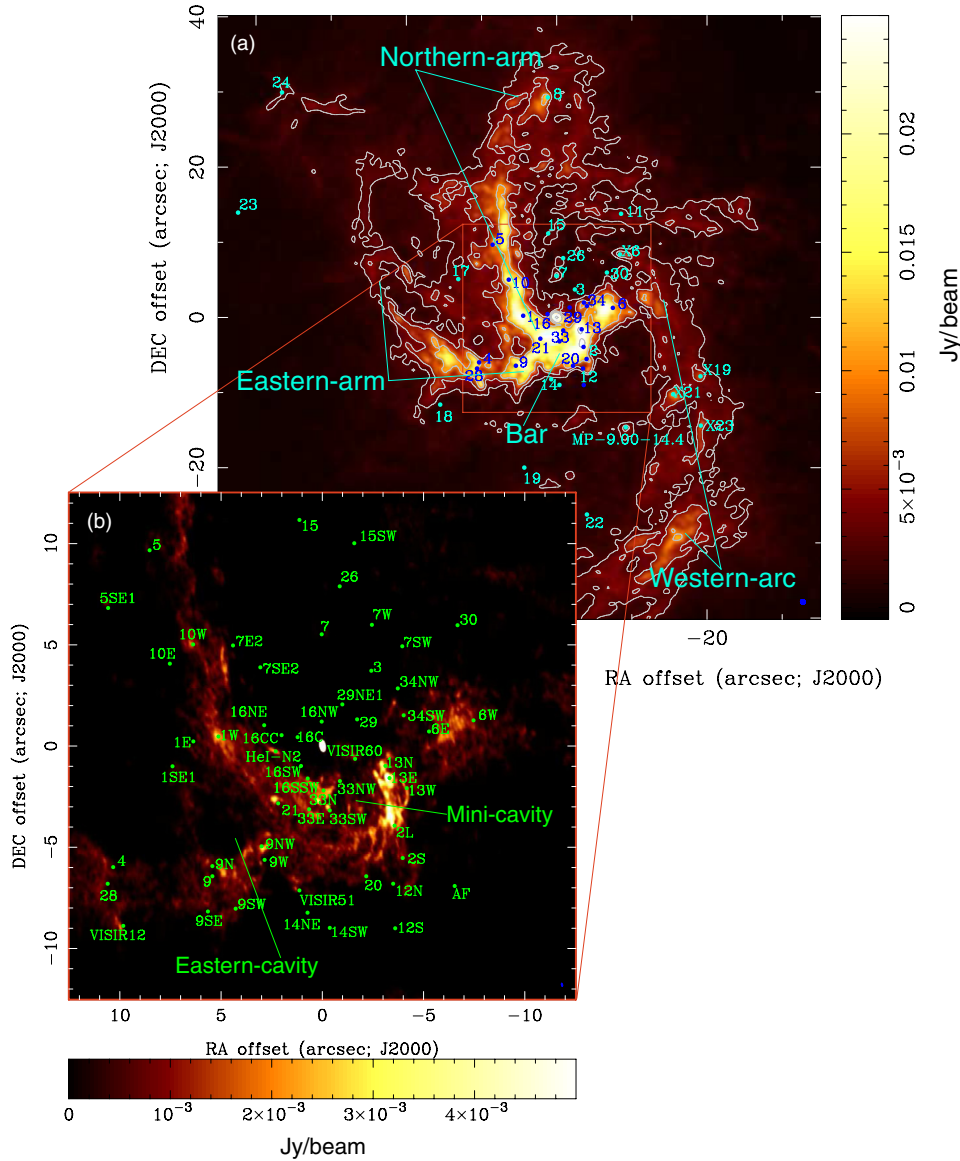 (a)
Northern-arm
24
8
23
11
15
5
X6
26
17
7
30
10
3
34
6
1
16
29
33
13
21
2
4
9
20
28
12
X19
X21
Eastern-arm
18
Bar
X23
MP-9.00-14.4
19
22
Western-arc
40
20
0
-20
DEC offset (arcsec; J2000)
-20
RA offset (arcsec; J2000)
0
5×10⁻³
0.01
0.015
0.02
Jy/beam
(b)
15
15SW
5
26
5SE1
7W
30
7
10W
7E2
7SW
10E
7SE2
3
34NW
29NE1
16NE
16NW
29
34SW
6W
6E
1W
16CC
16C
1E
HeI-N2
VISIR60
1SE1
16SW
13N
13E
16SSW
33NW
13W
33N
21
33E
33SW
Mini-cavity
2L
9NW
4
9N
9W
2S
28
9
20
12N
AF
9SW
VISIR51
9SE
14NE
VISIR12
14SW
12S
Eastern-cavity
10
5
0
-5
-10
DEC offset (arcsec; J2000)
10
5
0
-5
-10
RA offset (arcsec; J2000)
0
10⁻³
2×10⁻³
3×10⁻³
4×10⁻³
Jy/beam